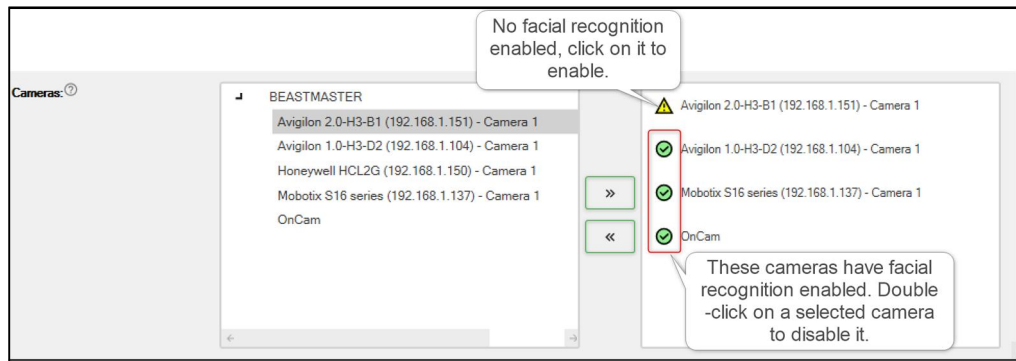 No facial recognition
enabled, click on it to
enable.
Cameras:?
BEASTMASTER
Avigilon 2.0-H3-B1 (192.168.1.151) - Camera 1
Avigilon 1.0-H3-D2 (192.168.1.104) - Camera 1
Honeywell HCL2G (192.168.1.150) - Camera 1
Mobotix S16 series (192.168.1.137) - Camera 1
OnCam
»
«
Avigilon 2.0-H3-B1 (192.168.1.151) - Camera 1
Avigilon 1.0-H3-D2 (192.168.1.104) - Camera 1
Mobotix S16 series (192.168.1.137) - Camera 1
OnCam
These cameras have facial
recognition enabled. Double
-click on a selected camera
to disable it.